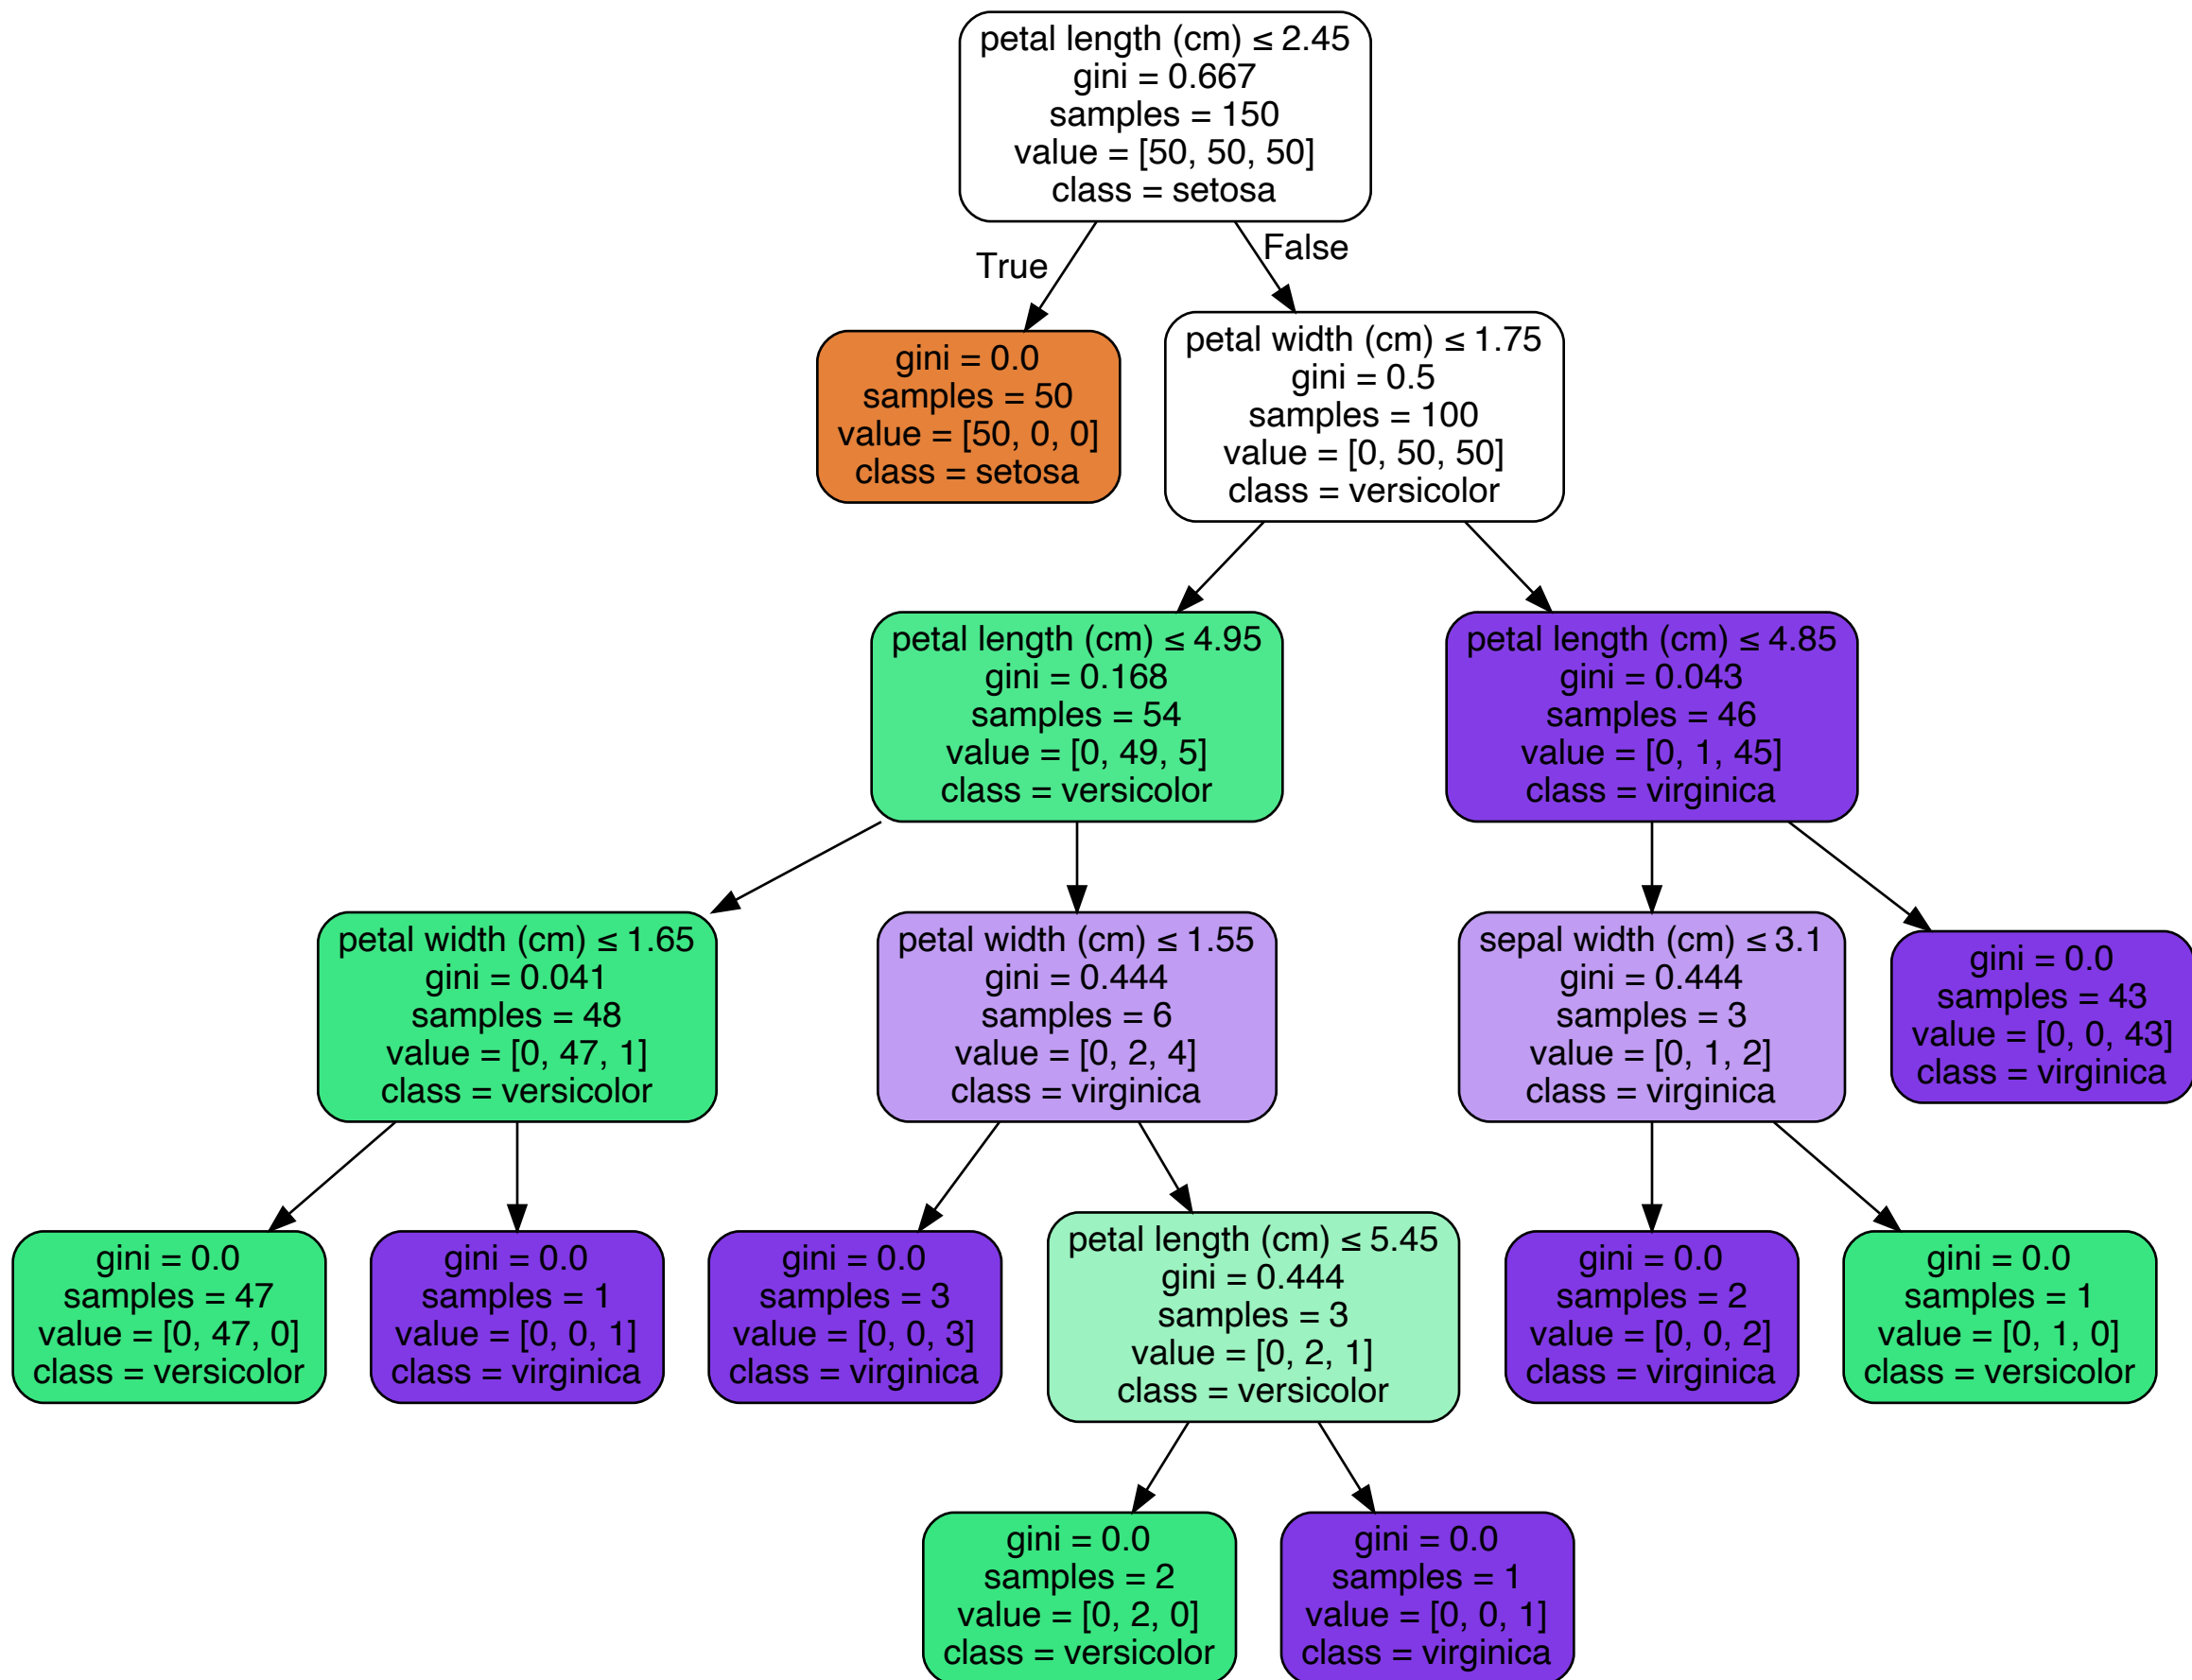 petal length (cm) ≤ 2.45
gini = 0.667
samples = 150
value = [50, 50, 50]
class = setosa
True
False
gini = 0.0
samples = 50
value = [50, 0, 0]
class = setosa
petal width (cm) ≤ 1.75
gini = 0.5
samples = 100
value = [0, 50, 50]
class = versicolor
petal length (cm) ≤ 4.95
gini = 0.168
samples = 54
value = [0, 49, 5]
class = versicolor
petal length (cm) ≤ 4.85
gini = 0.043
samples = 46
value = [0, 1, 45]
class = virginica
petal width (cm) ≤ 1.65
gini = 0.041
samples = 48
value = [0, 47, 1]
class = versicolor
petal width (cm) ≤ 1.55
gini = 0.444
samples = 6
value = [0, 2, 4]
class = virginica
sepal width (cm) ≤ 3.1
gini = 0.444
samples = 3
value = [0, 1, 2]
class = virginica
gini = 0.0
samples = 43
value = [0, 0, 43]
class = virginica
gini = 0.0
samples = 47
value = [0, 47, 0]
class = versicolor
gini = 0.0
samples = 1
value = [0, 0, 1]
class = virginica
gini = 0.0
samples = 3
value = [0, 0, 3]
class = virginica
petal length (cm) ≤ 5.45
gini = 0.444
samples = 3
value = [0, 2, 1]
class = versicolor
gini = 0.0
samples = 2
value = [0, 0, 2]
class = virginica
gini = 0.0
samples = 1
value = [0, 1, 0]
class = versicolor
gini = 0.0
samples = 2
value = [0, 2, 0]
class = versicolor
gini = 0.0
samples = 1
value = [0, 0, 1]
class = virginica